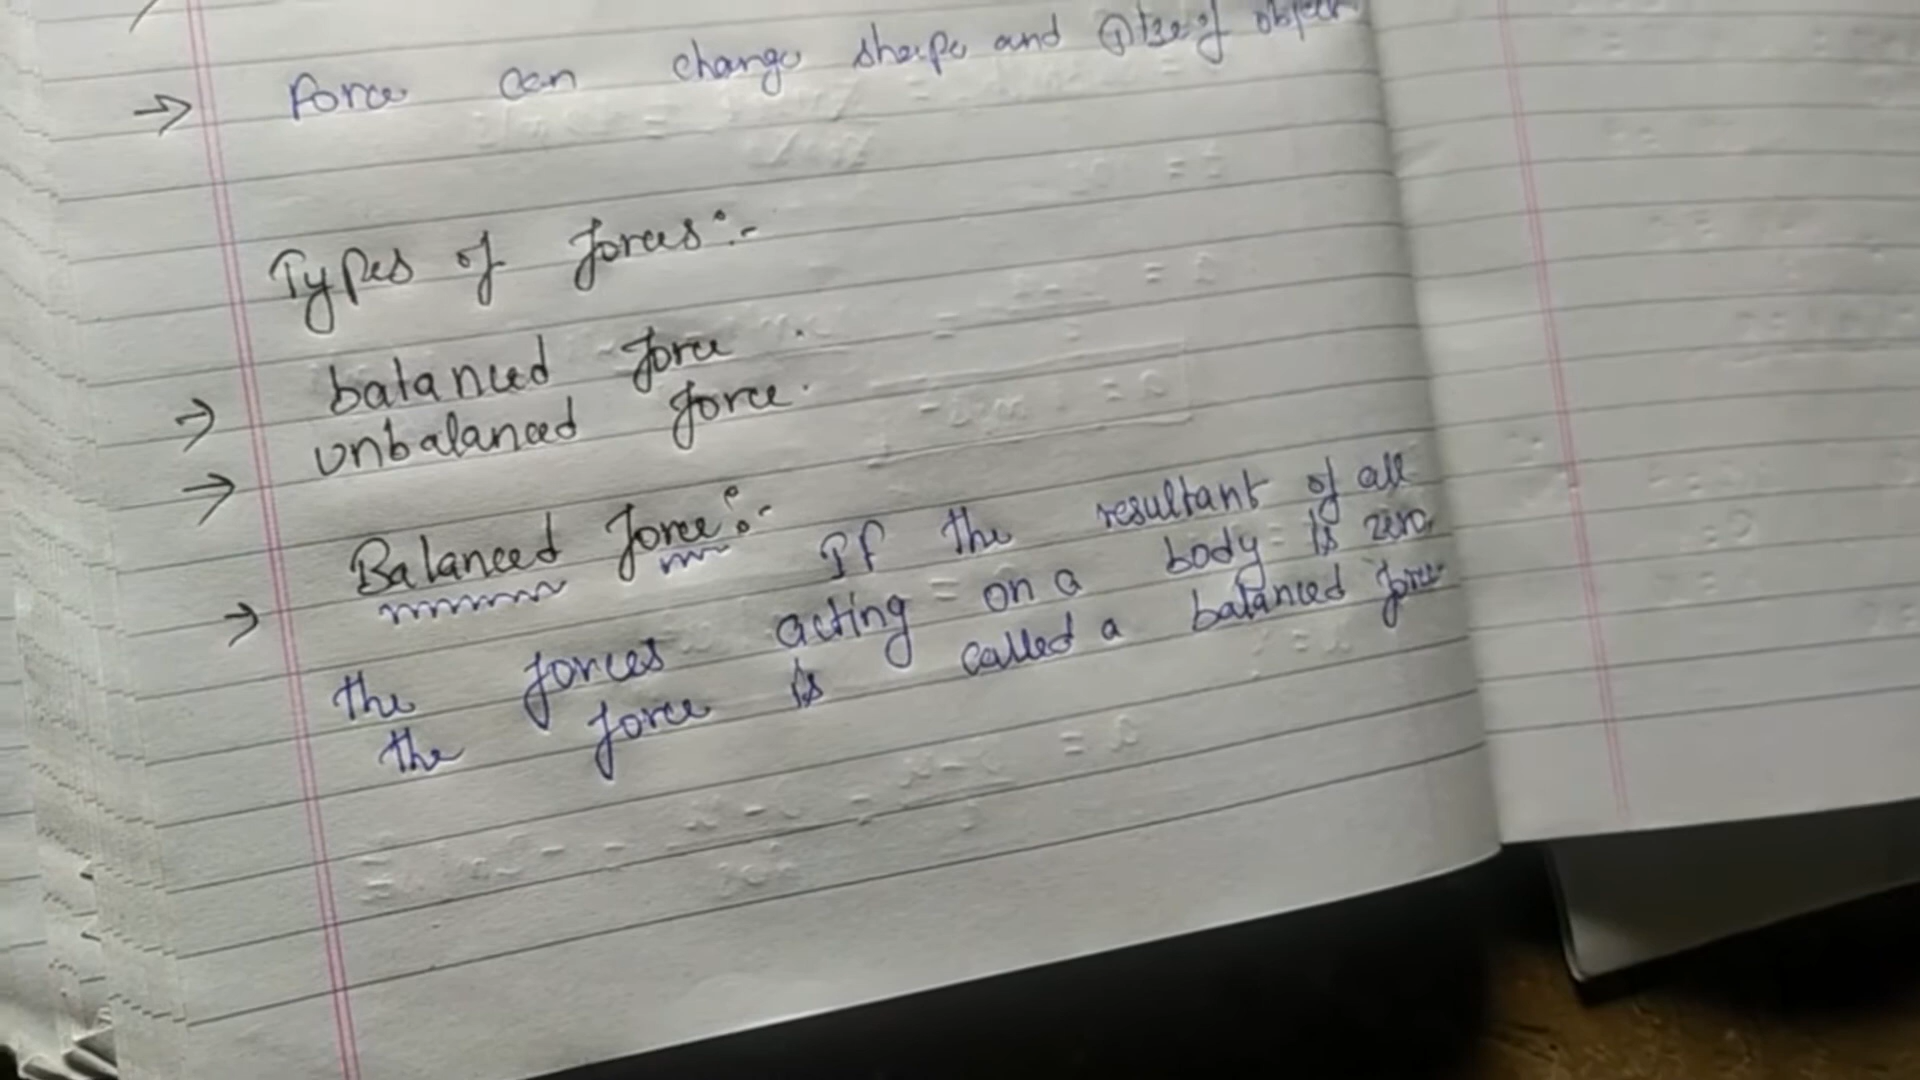 → Force can change shape and size of object
Types of forces:-
→ balanced force.
→ unbalanced force.
→ Balanced force:- If the resultant of all
the forces acting on a body is zero,
the force is called a balanced force